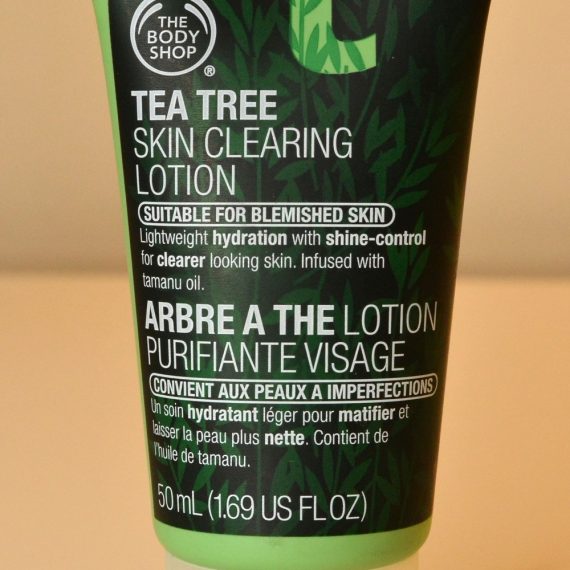 THE
BODY
SHOP
®
TEA TREE
SKIN CLEARING
LOTION
SUITABLE FOR BLEMISHED SKIN
Lightweight hydration with shine-control
for clearer looking skin. Infused with
tamanu oil.
ARBRE A THE LOTION
PURIFIANTE VISAGE
CONVIENT AUX PEAUX A IMPERFECTIONS
Un soin hydratant léger pour matifier et
laisser la peau plus nette. Contient de
l'huile de tamanu.
50 mL (1.69 US FL OZ)